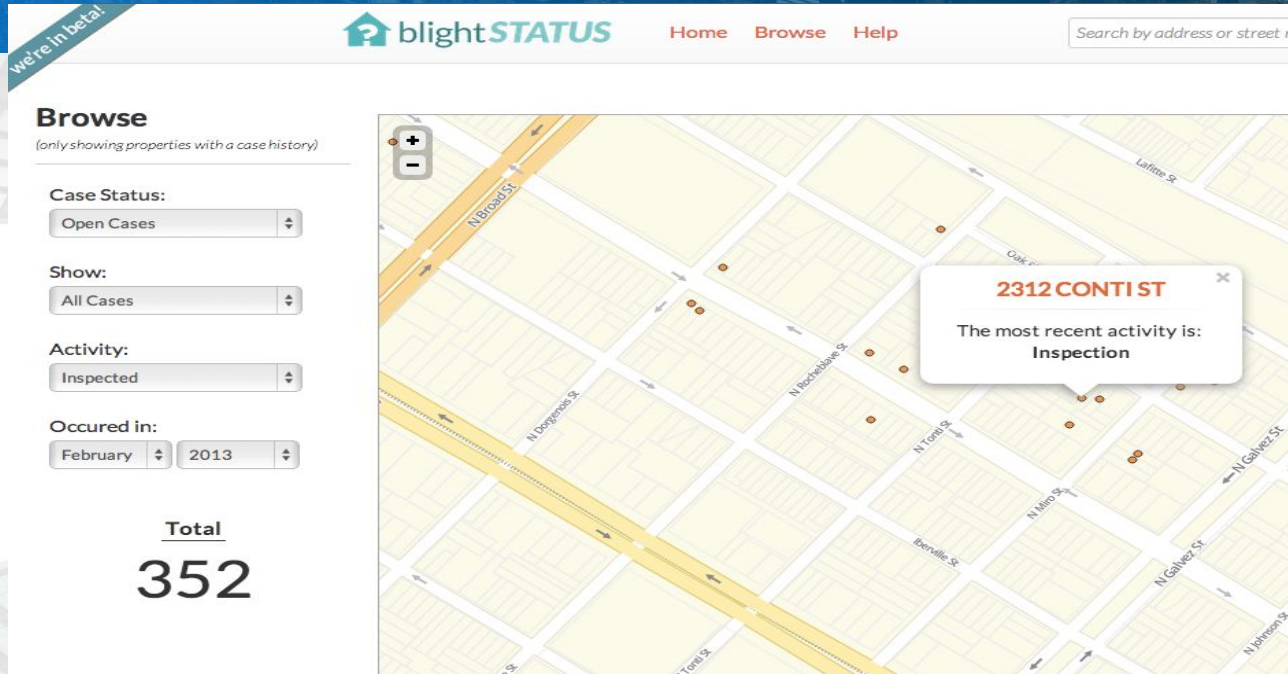 we're in beta!
blightSTATUS
Home Browse Help
Search by address or street
Browse
(only showing properties with a case history)
Case Status:
Open Cases
Show:
All Cases
Activity:
Inspected
Occured in:
February 2013
Total
352
+
−
N Broad St
Lafitte St
2312 CONTI ST
×
The most recent activity is:
Inspection
N Rocheblave St
N Dorgenois St
N Tonti St
N Galvez St
N Miro St
Iberville St
N Galvez St
N Johnson St
Tonti St
St